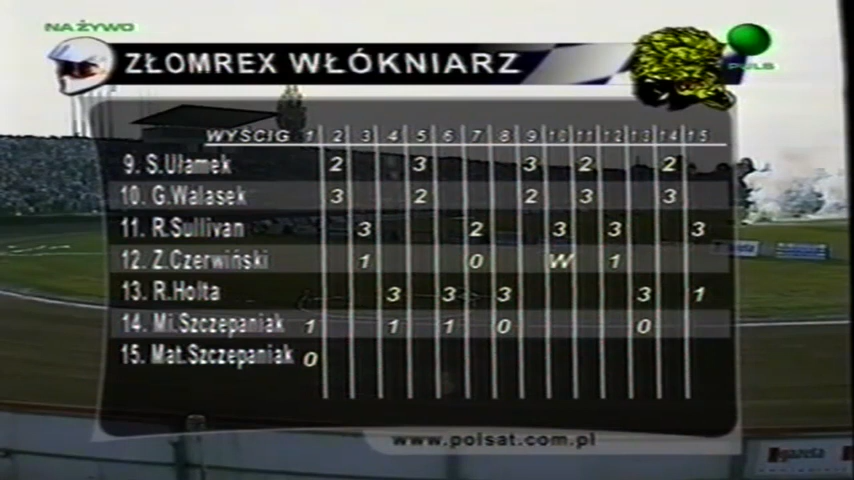 NA ŻYWO
ZŁOMREX WŁÓKNIARZ
PULS
WYŚCIG 1 2 3 4 5 6 7 8 9 10 11 12 13 14 15
9. S.Ułamek 2 3 3 2 2
10. G.Walasek 3 2 2 3 3
11. R.Sullivan 3 2 3 3 3
12. Z.Czerwiński 1 0 W 1
13. R.Holta 3 3 3 3 1
14. Mi.Szczepaniak 1 1 1 0 0
15. Mat.Szczepaniak 0
www.polsat.com.pl
gazeta